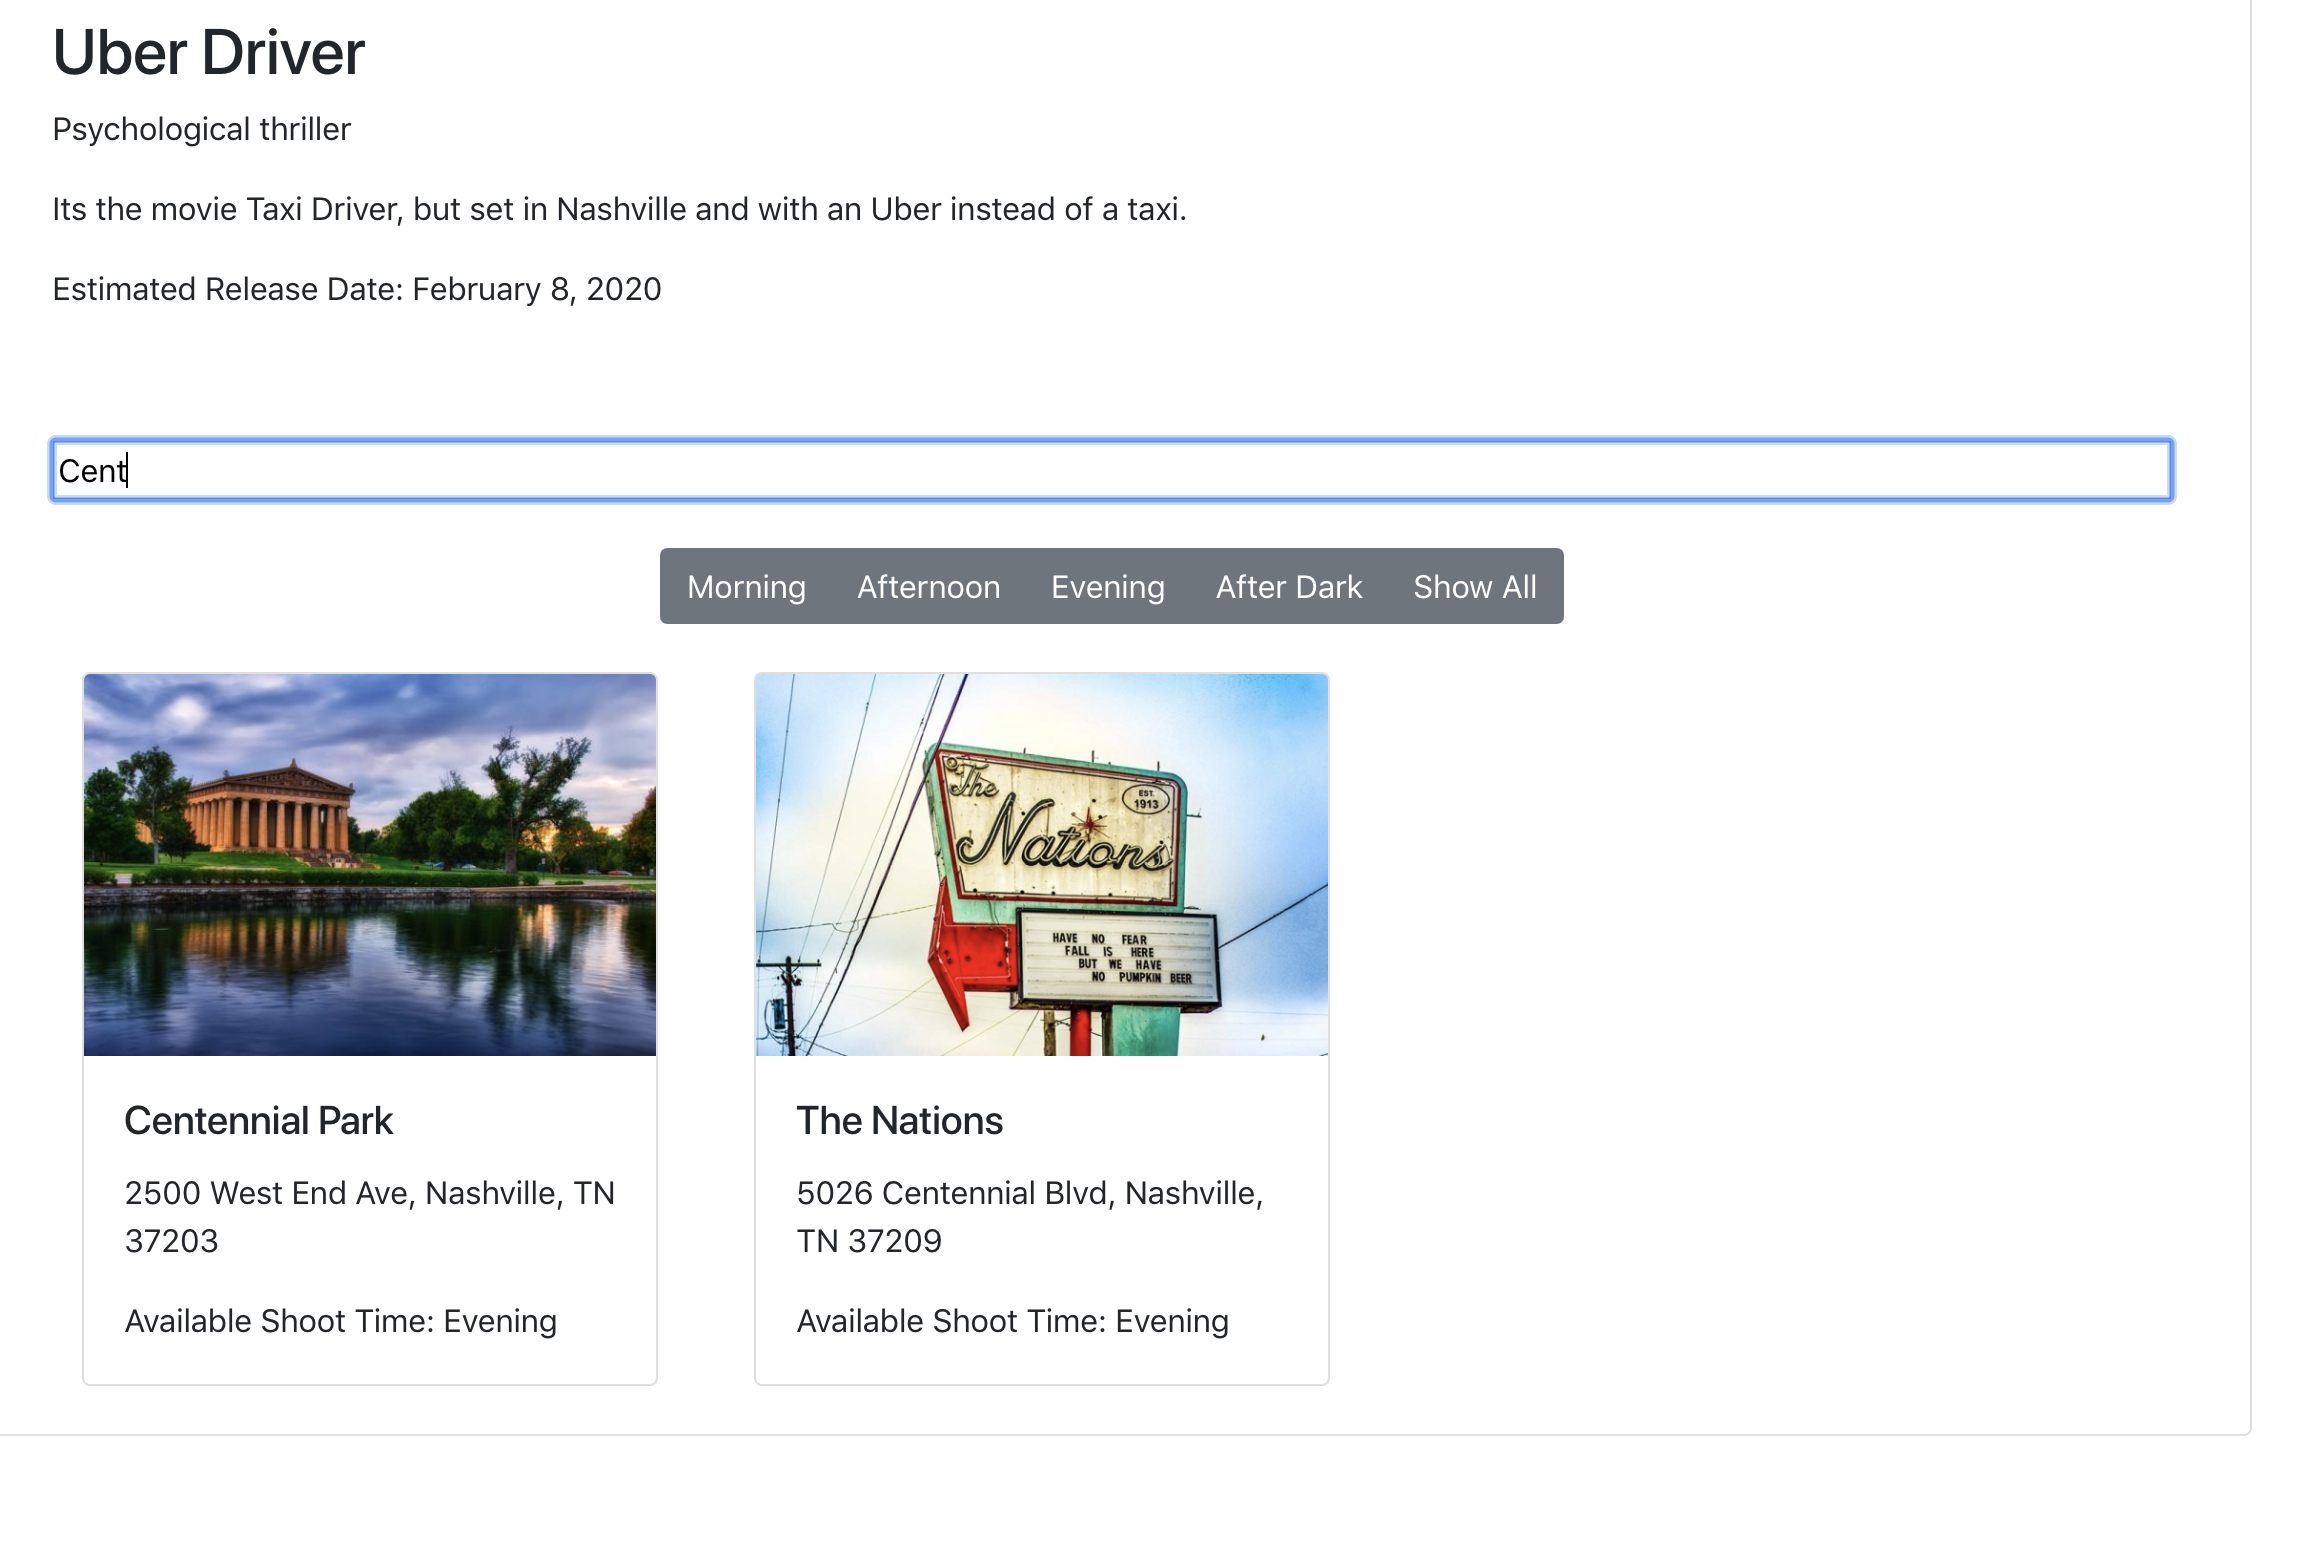 Uber Driver
Psychological thriller
Its the movie Taxi Driver, but set in Nashville and with an Uber instead of a taxi.
Estimated Release Date: February 8, 2020
Cent
Morning Afternoon Evening After Dark Show All
The
Nations
EST.
1913
HAVE NO FEAR
FALL IS HERE
BUT WE HAVE
NO PUMPKIN BEER
Centennial Park
2500 West End Ave, Nashville, TN
37203
Available Shoot Time: Evening
The Nations
5026 Centennial Blvd, Nashville,
TN 37209
Available Shoot Time: Evening